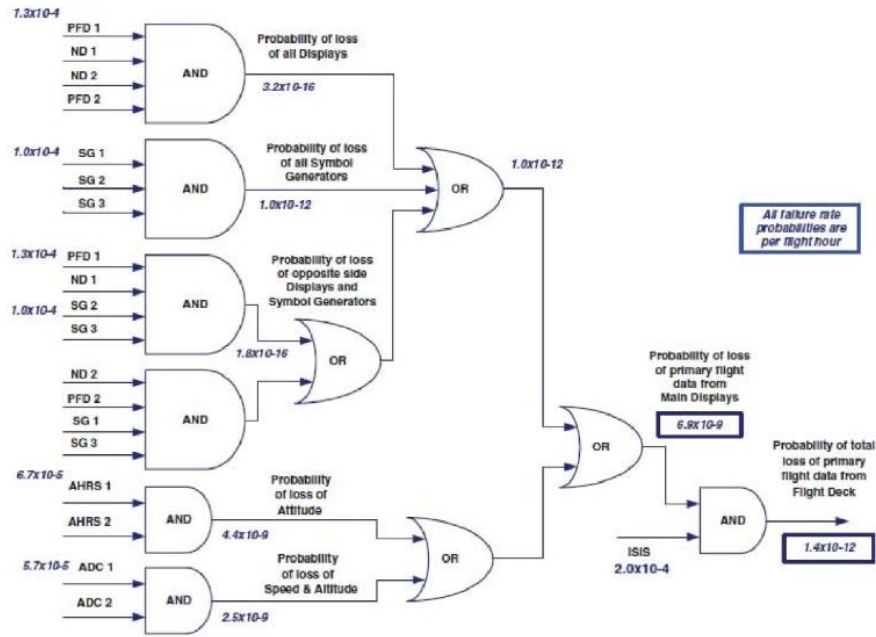 1.3x10-4
PFD 1
ND 1
ND 2
PFD 2
AND
Probability of loss
of all Displays
3.2x10-16
1.0x10-4
SG 1
SG 2
SG 3
AND
Probability of loss
of all Symbol
Generators
1.0x10-12
OR
1.0x10-12
All failure rate
probabilities are
per flight hour
1.3x10-4
PFD 1
ND 1
1.0x10-4
SG 2
SG 3
AND
Probability of loss
of opposite side
Displays and
Symbol Generators
1.8x10-16
OR
ND 2
PFD 2
SG 1
SG 3
AND
Probability of loss
of primary flight
data from
Main Displays
6.9x10-9
OR
6.7x10-5
AHRS 1
AHRS 2
AND
Probability
of loss of
Attitude
4.4x10-9
5.7x10-5
ADC 1
ADC 2
AND
Probability
of loss of
Speed & Altitude
2.5x10-9
OR
ISIS
2.0x10-4
AND
Probability of total
loss of primary
flight data from
Flight Deck
1.4x10-12